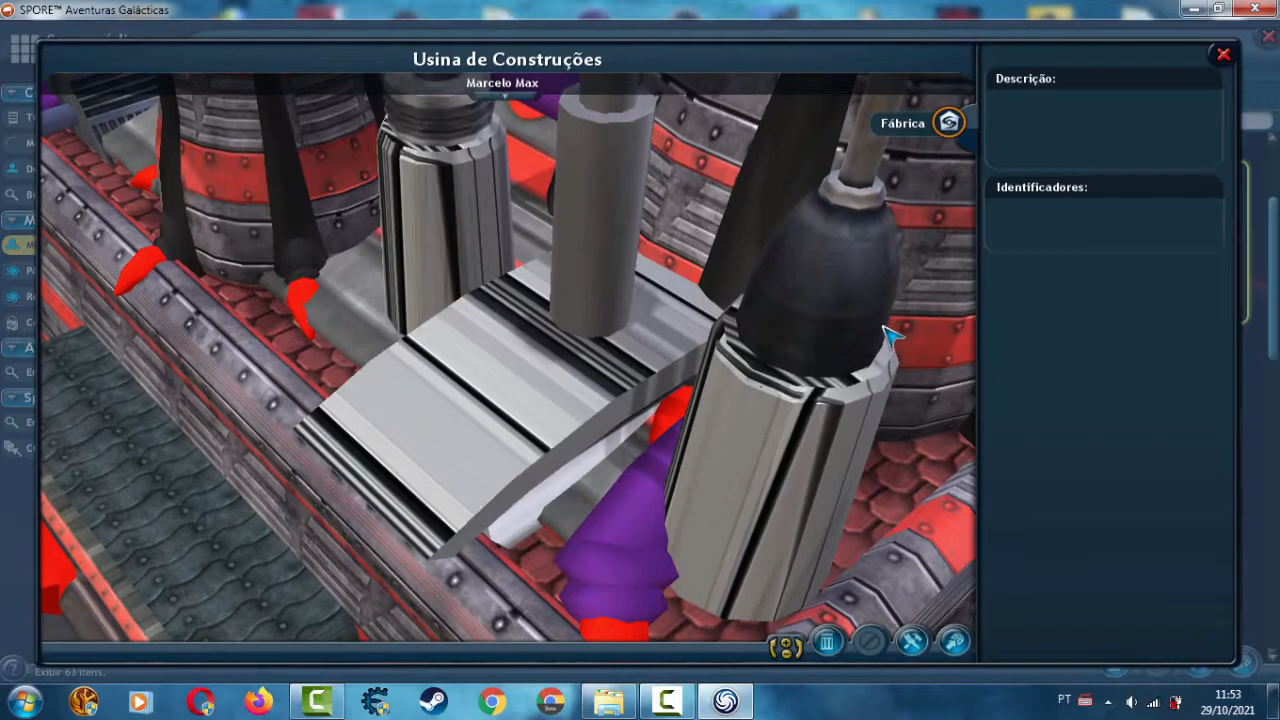 SPORE™ Aventuras Galácticas
Usina de Construções
Marcelo Max
Fábrica
Descrição:
Identificadores:
Exibir 63 itens.
PT
11:53
29/10/2021